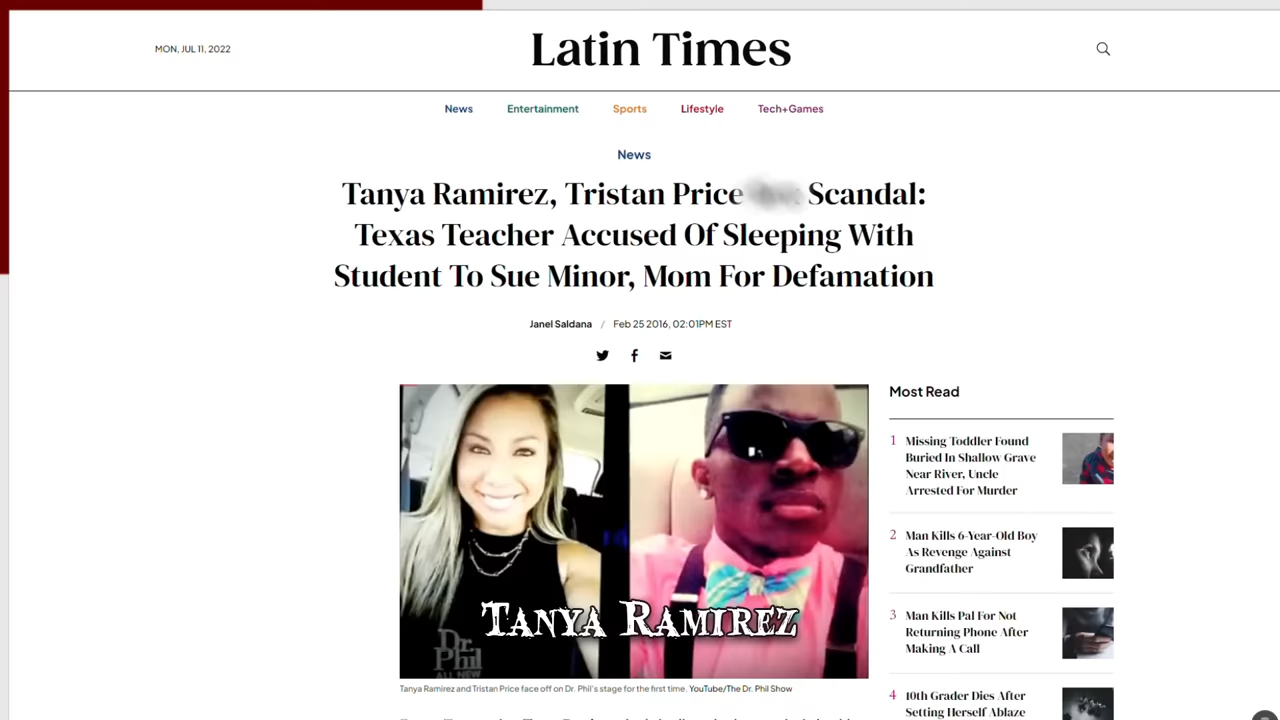 MON, JUL 11, 2022
Latin Times
News
Entertainment
Sports
Lifestyle
Tech+Games
News
Tanya Ramirez, Tristan Price Scandal:
Texas Teacher Accused Of Sleeping With
Student To Sue Minor, Mom For Defamation
Janel Saldana / Feb 25 2016, 02:01PM EST
Dr. Phil
ALL NEW
TANYA RAMIREZ
Tanya Ramirez and Tristan Price face off on Dr. Phil's stage for the first time. YouTube/The Dr. Phil Show
Most Read
1 Missing Toddler Found
Buried In Shallow Grave
Near River, Uncle
Arrested For Murder
2 Man Kills 6-Year-Old Boy
As Revenge Against
Grandfather
3 Man Kills Pal For Not
Returning Phone After
Making A Call
4 10th Grader Dies After
Setting Herself Ablaze